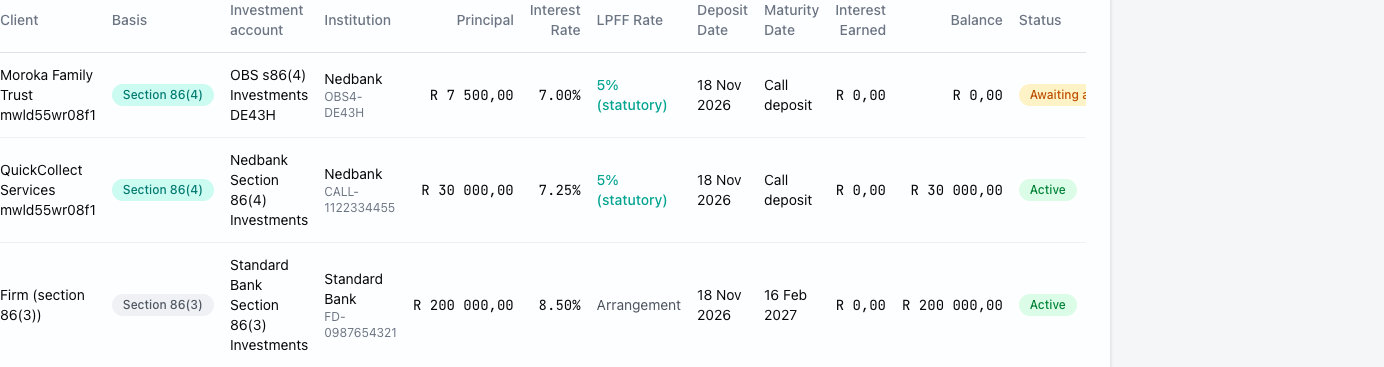 Client Basis Investment account Institution Principal Interest Rate LPFF Rate Deposit Date Maturity Date Interest Earned Balance Status
Moroka Family Trust mwld55wr08f1 Section 86(4) OBS s86(4) Investments DE43H Nedbank OBS4-DE43H R 7 500,00 7.00% 5% (statutory) 18 Nov 2026 Call deposit R 0,00 R 0,00 Awaiting a
QuickCollect Services mwld55wr08f1 Section 86(4) Nedbank Section 86(4) Investments Nedbank CALL-1122334455 R 30 000,00 7.25% 5% (statutory) 18 Nov 2026 Call deposit R 0,00 R 30 000,00 Active
Firm (section 86(3)) Section 86(3) Standard Bank Section 86(3) Investments Standard Bank FD-0987654321 R 200 000,00 8.50% Arrangement 18 Nov 2026 16 Feb 2027 R 0,00 R 200 000,00 Active